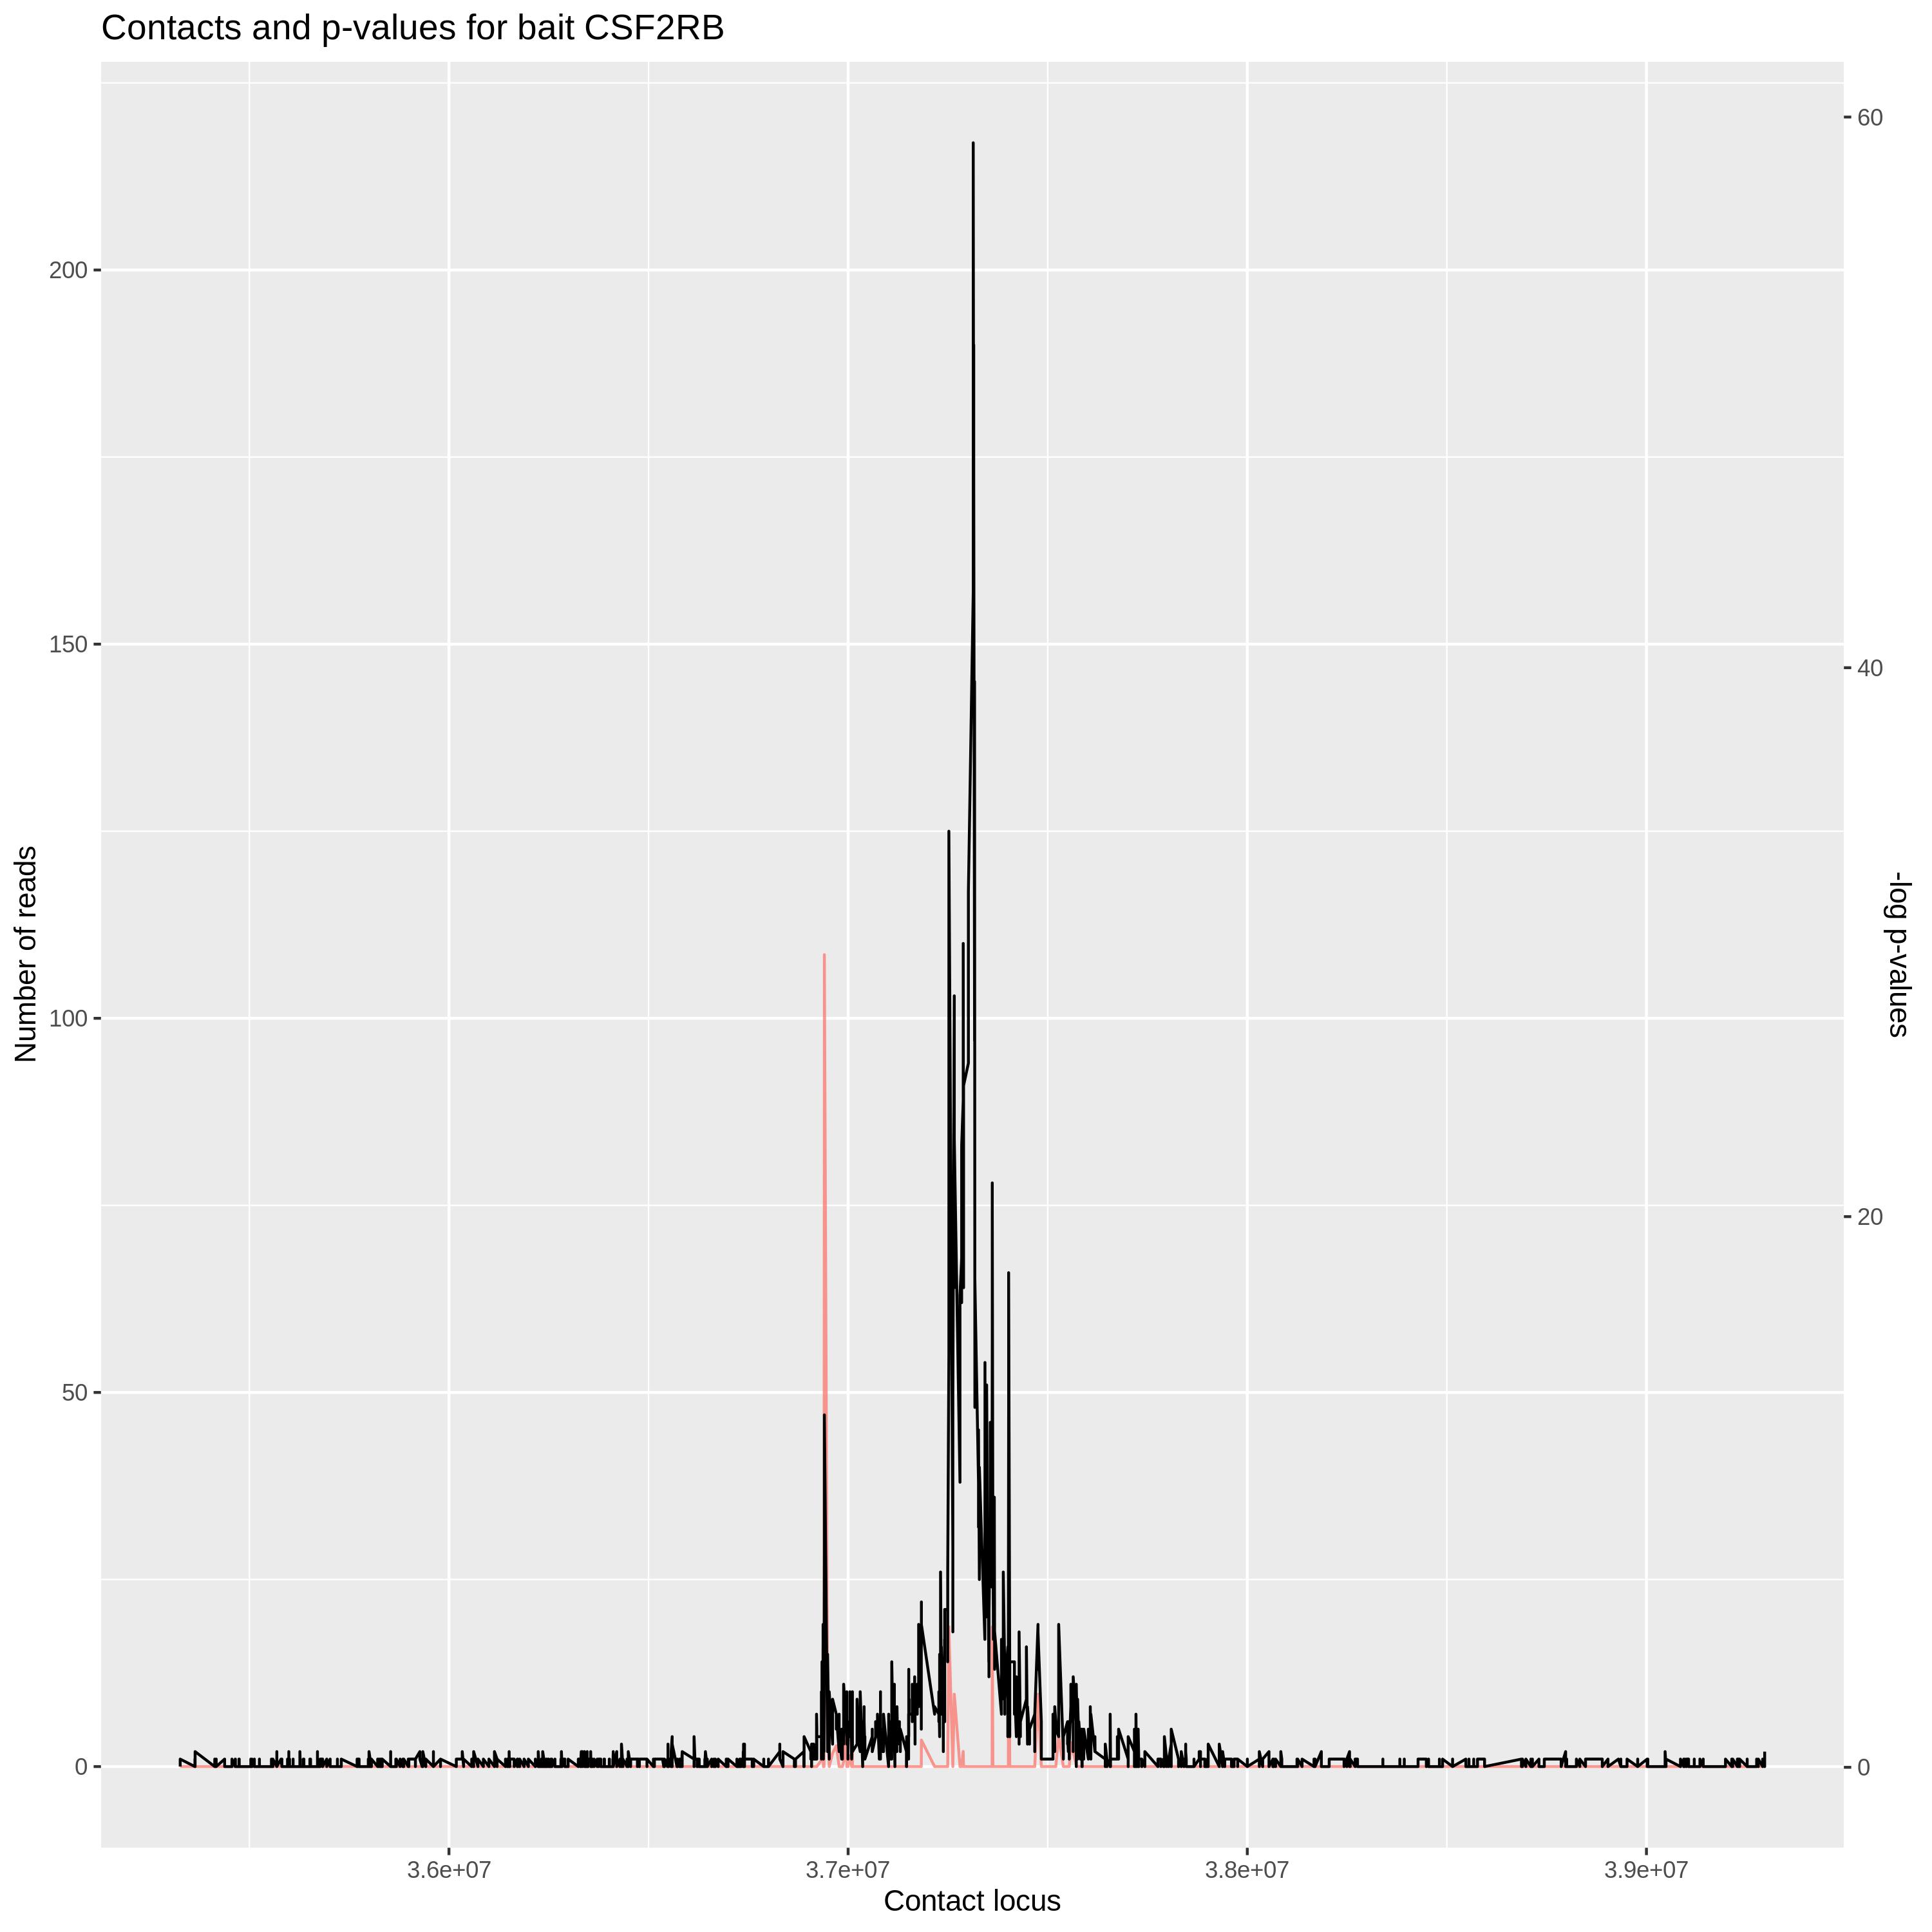 Contacts and p-values for bait CSF2RB
60
200
150
40
Number of reads
-log p-values
100
20
50
0
0
3.6e+07
3.7e+07
3.8e+07
3.9e+07
Contact locus